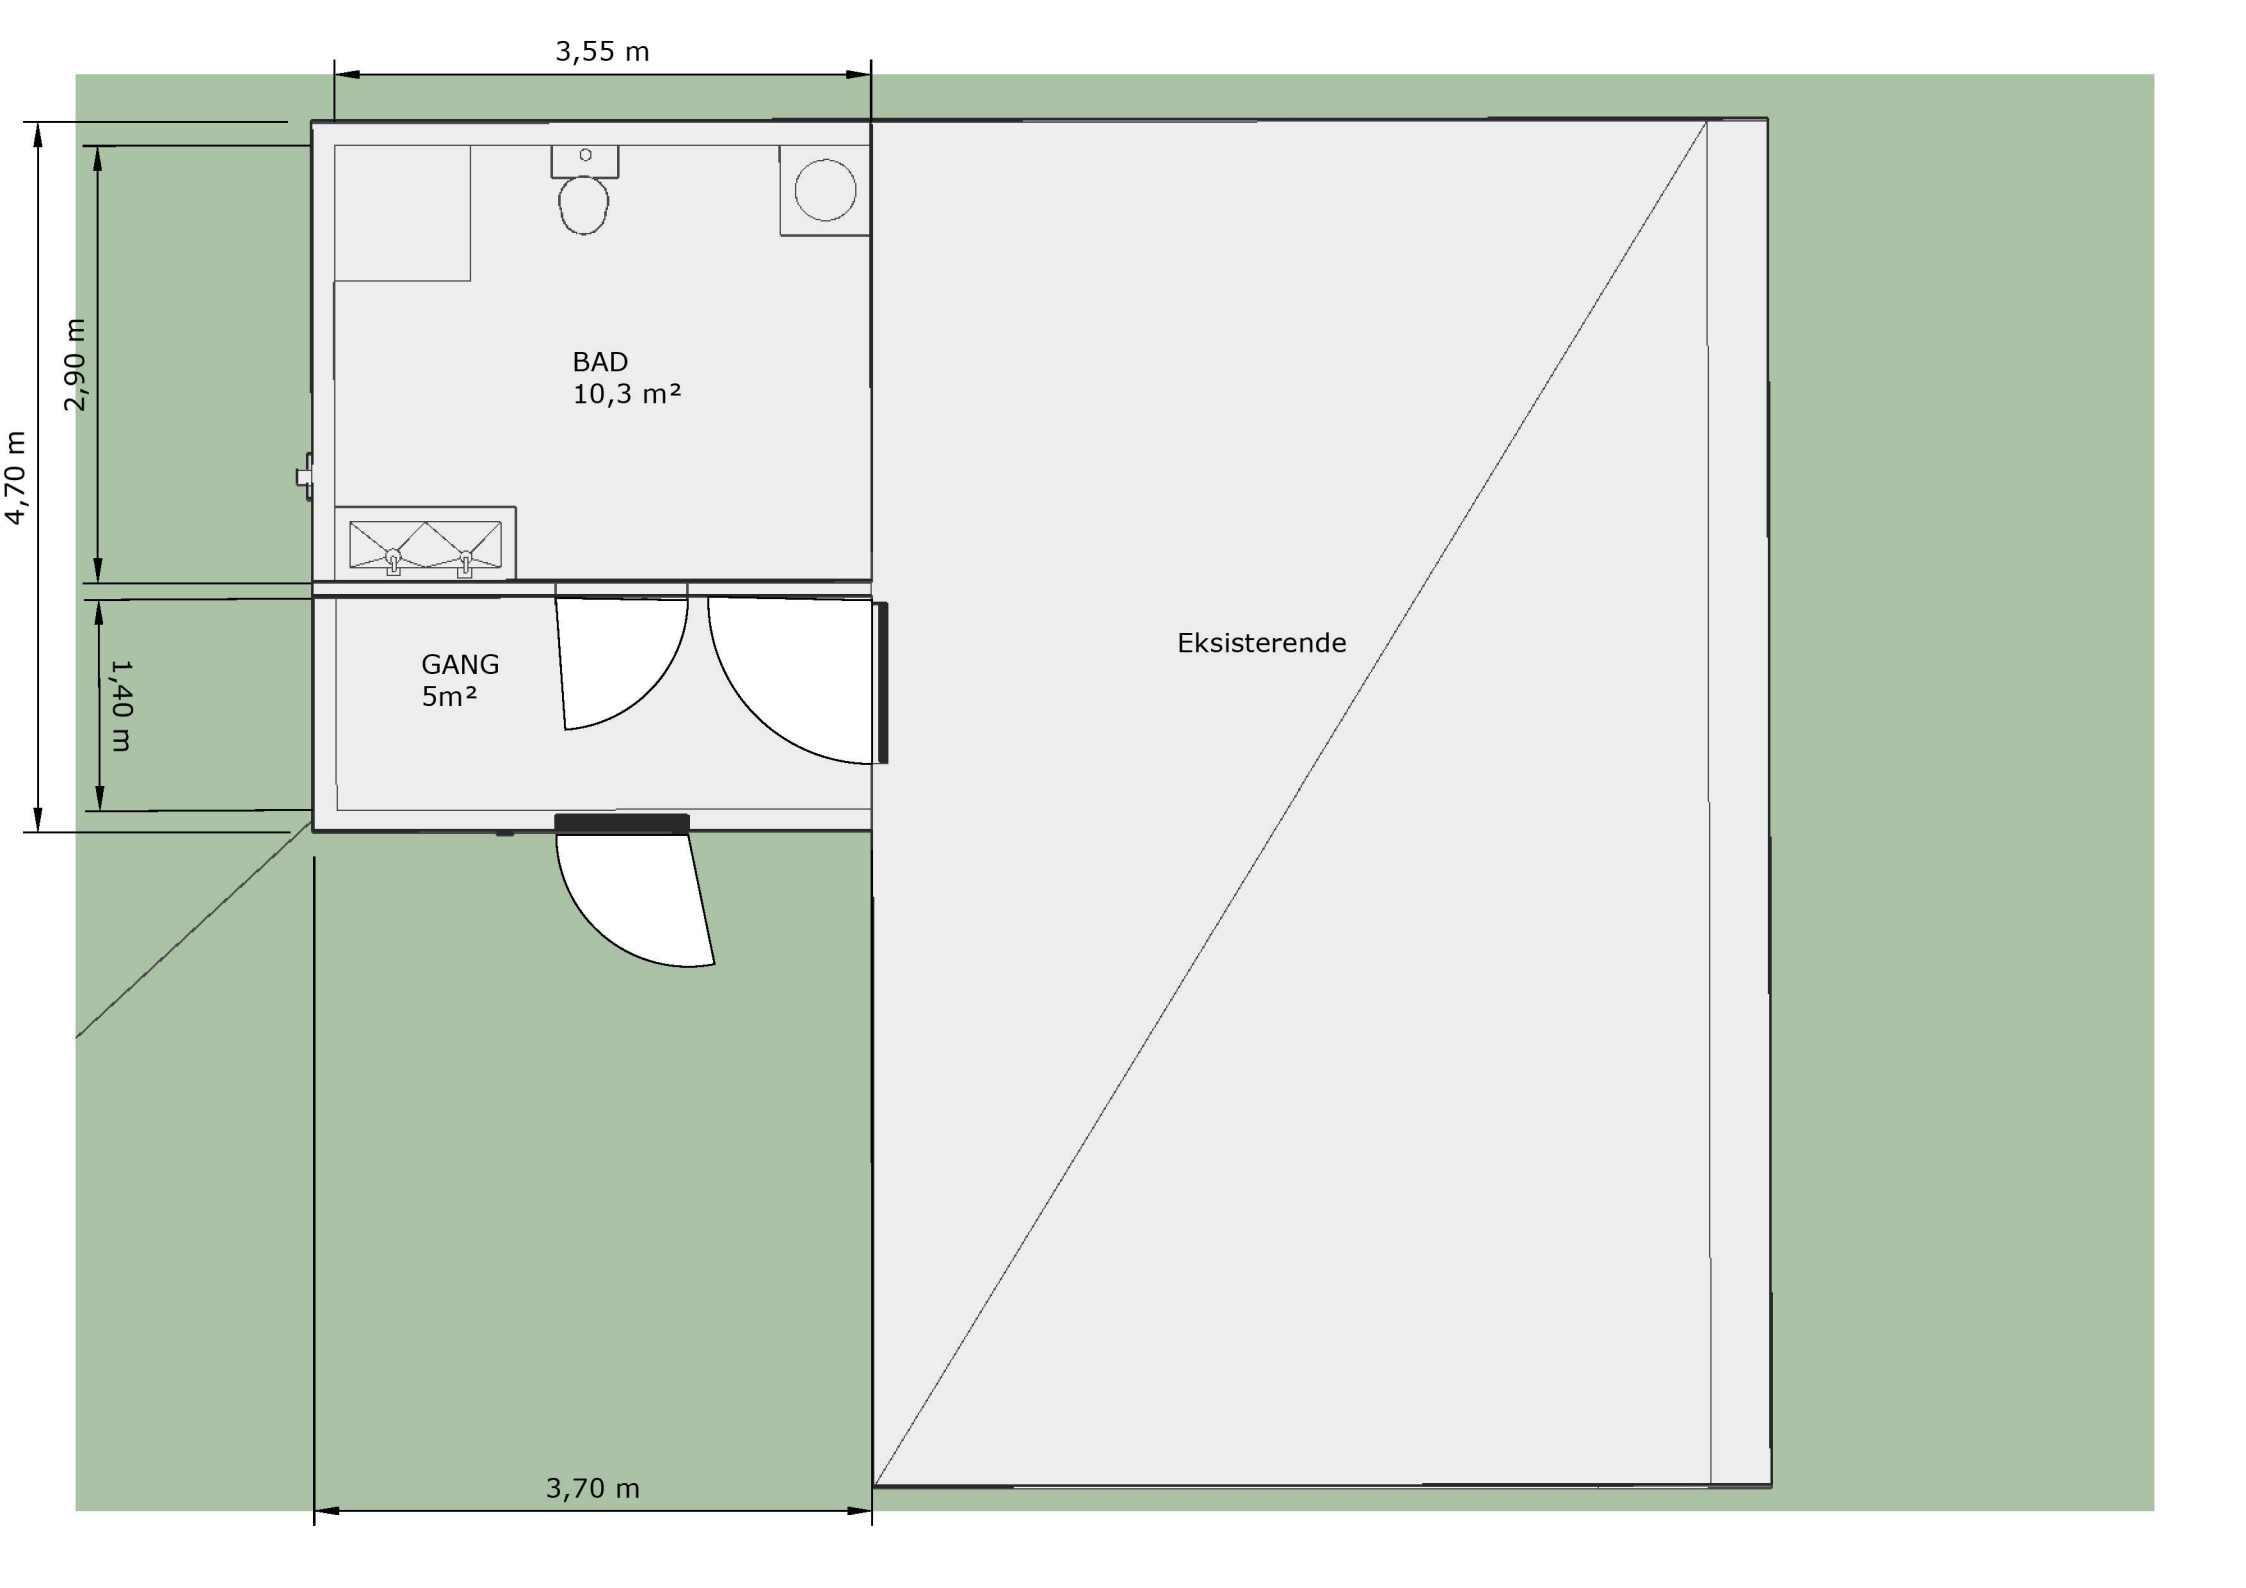 3,55 m
2,90 m
4,70 m
BAD
10,3 m²
GANG
5m²
1,40 m
Eksisterende
3,70 m